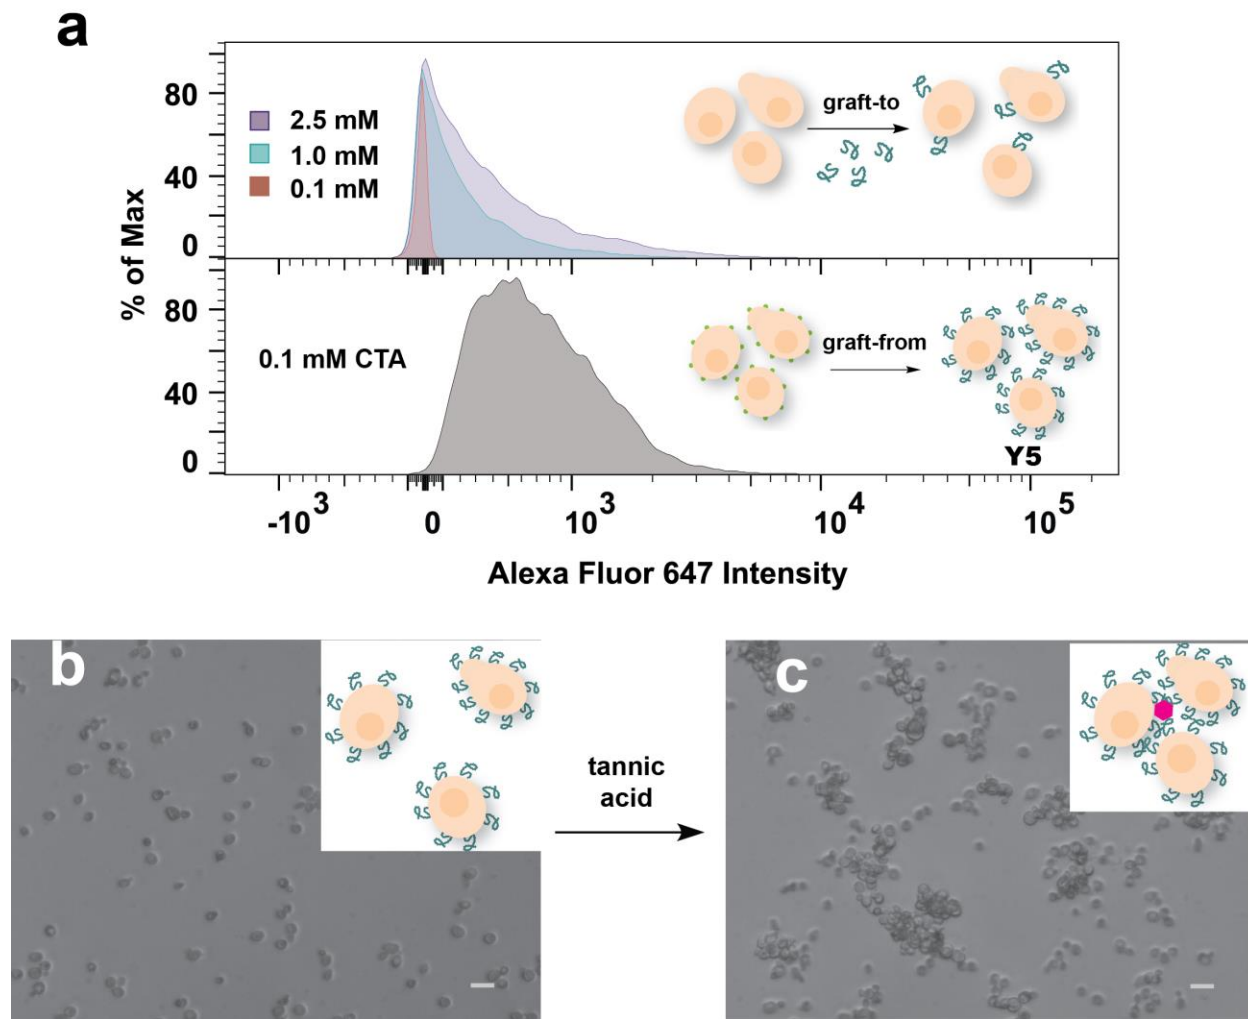 a
% of Max
80
40
0
2.5 mM
1.0 mM
0.1 mM
graft-to
80
40
0
0.1 mM CTA
graft-from
Y5
-10³ 0 10³ 10⁴ 10⁵
Alexa Fluor 647 Intensity
b
tannic
acid
c